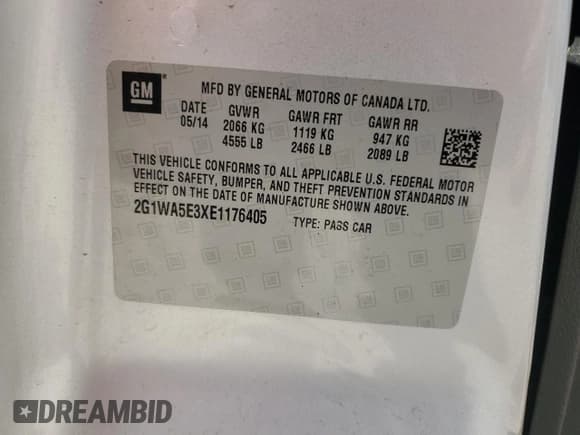 GM ®
MFD BY GENERAL MOTORS OF CANADA LTD.
DATE GVWR GAWR FRT GAWR RR
05/14 2066 KG 1119 KG 947 KG
4555 LB 2466 LB 2089 LB
THIS VEHICLE CONFORMS TO ALL APPLICABLE U.S. FEDERAL MOTOR
VEHICLE SAFETY, BUMPER, AND THEFT PREVENTION STANDARDS IN
EFFECT ON THE DATE OF MANUFACTURE SHOWN ABOVE.
2G1WA5E3XE1176405 TYPE: PASS CAR
DREAMBID